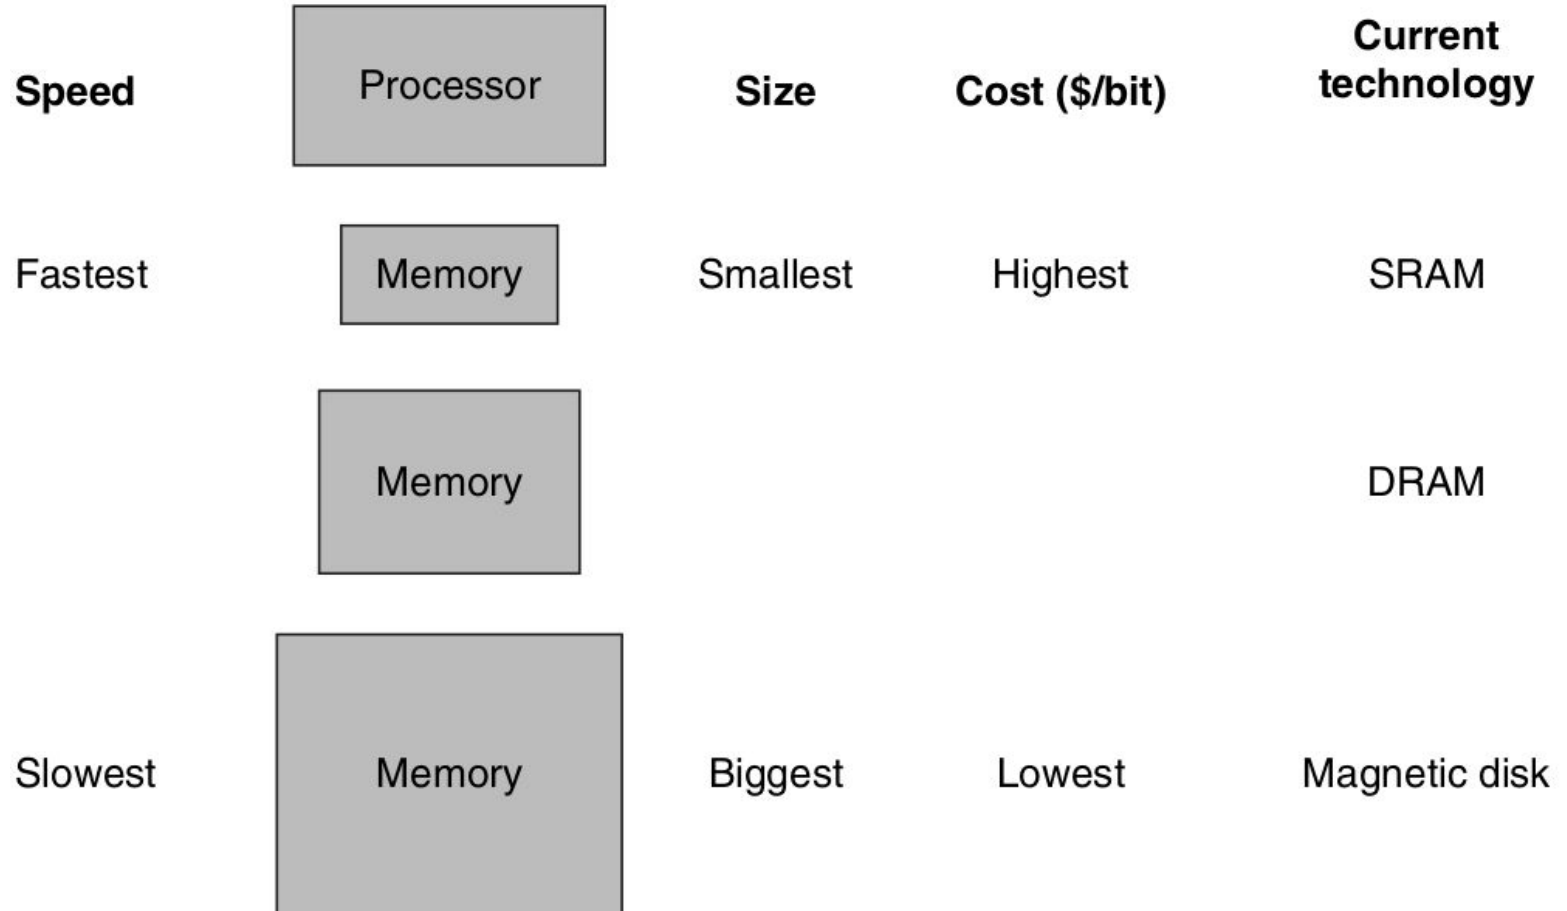 Speed
Processor
Size
Cost ($/bit)
Current
technology
Fastest
Memory
Smallest
Highest
SRAM
Memory
DRAM
Slowest
Memory
Biggest
Lowest
Magnetic disk